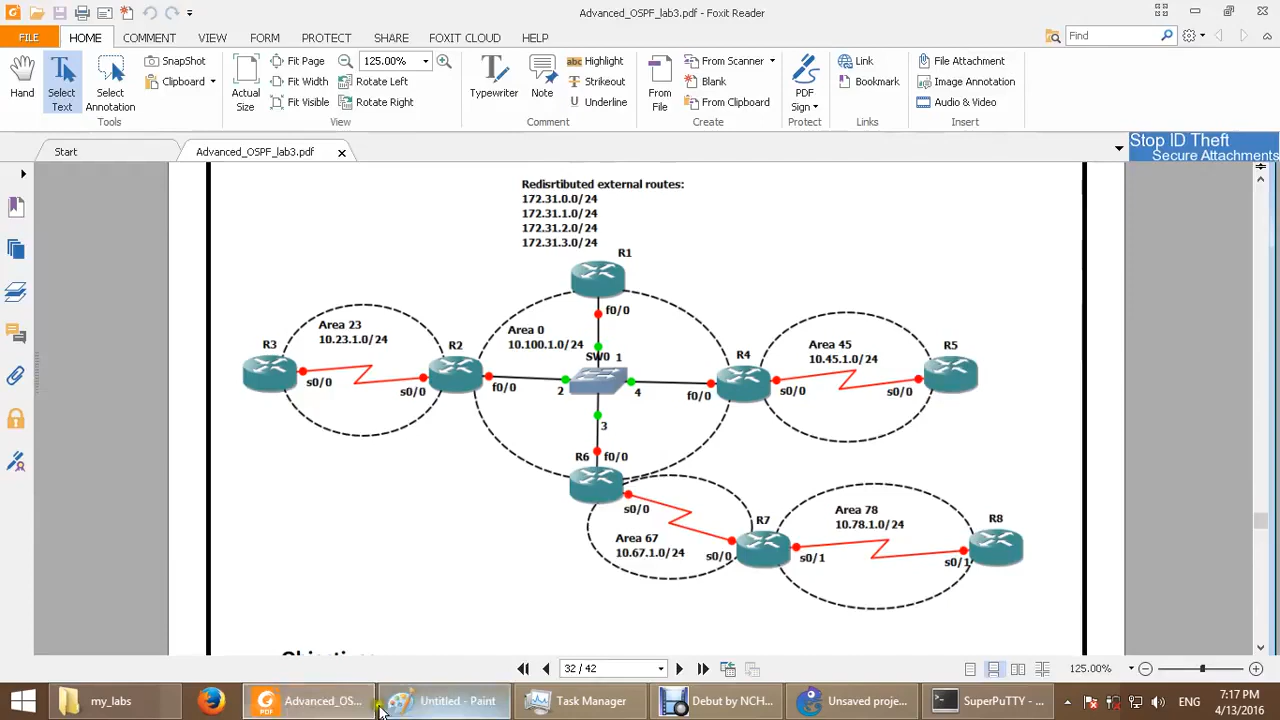 Advanced_OSPF_lab3.pdf - Foxit Reader
FILE
HOME
COMMENT
VIEW
FORM
PROTECT
SHARE
FOXIT CLOUD
HELP
Find
Hand
Select
Text
Select
Annotation
SnapShot
Clipboard
Tools
Actual
Size
Fit Page
Fit Width
Fit Visible
125.00%
Rotate Left
Rotate Right
View
Typewriter
Note
Highlight
Strikeout
Underline
Comment
From
File
From Scanner
Blank
From Clipboard
Create
PDF
Sign
Protect
Link
Bookmark
Links
File Attachment
Image Annotation
Audio & Video
Insert
Start
Advanced_OSPF_lab3.pdf
Stop ID Theft
Secure Attachments
Redisrtibuted external routes:
172.31.0.0/24
172.31.1.0/24
172.31.2.0/24
172.31.3.0/24
R1
f0/0
Area 23
10.23.1.0/24
Area 0
10.100.1.0/24
Area 45
10.45.1.0/24
R3
s0/0
R2
s0/0
f0/0
SW0
1
2
3
4
R4
f0/0
s0/0
R5
s0/0
R6
f0/0
s0/0
Area 67
10.67.1.0/24
R7
s0/0
s0/1
Area 78
10.78.1.0/24
R8
s0/1
32 / 42
125.00%
my_labs
PDF
Advanced_OS...
Untitled - Paint
Task Manager
Debut by NCH...
Unsaved proje...
SuperPuTTY - ...
ENG
7:17 PM
4/13/2016